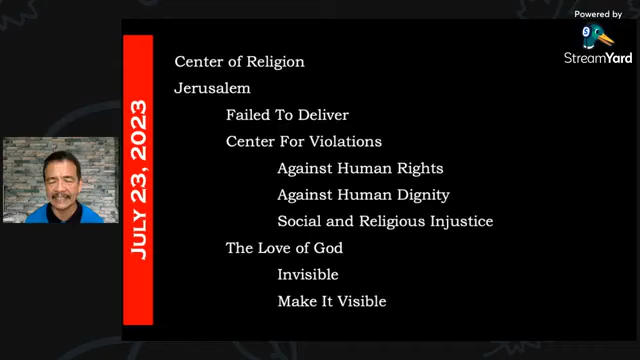 Powered by
StreamYard
Center of Religion
Jerusalem
Failed To Deliver
Center For Violations
Against Human Rights
Against Human Dignity
Social and Religious Injustice
The Love of God
Invisible
Make It Visible
JULY 23, 2023